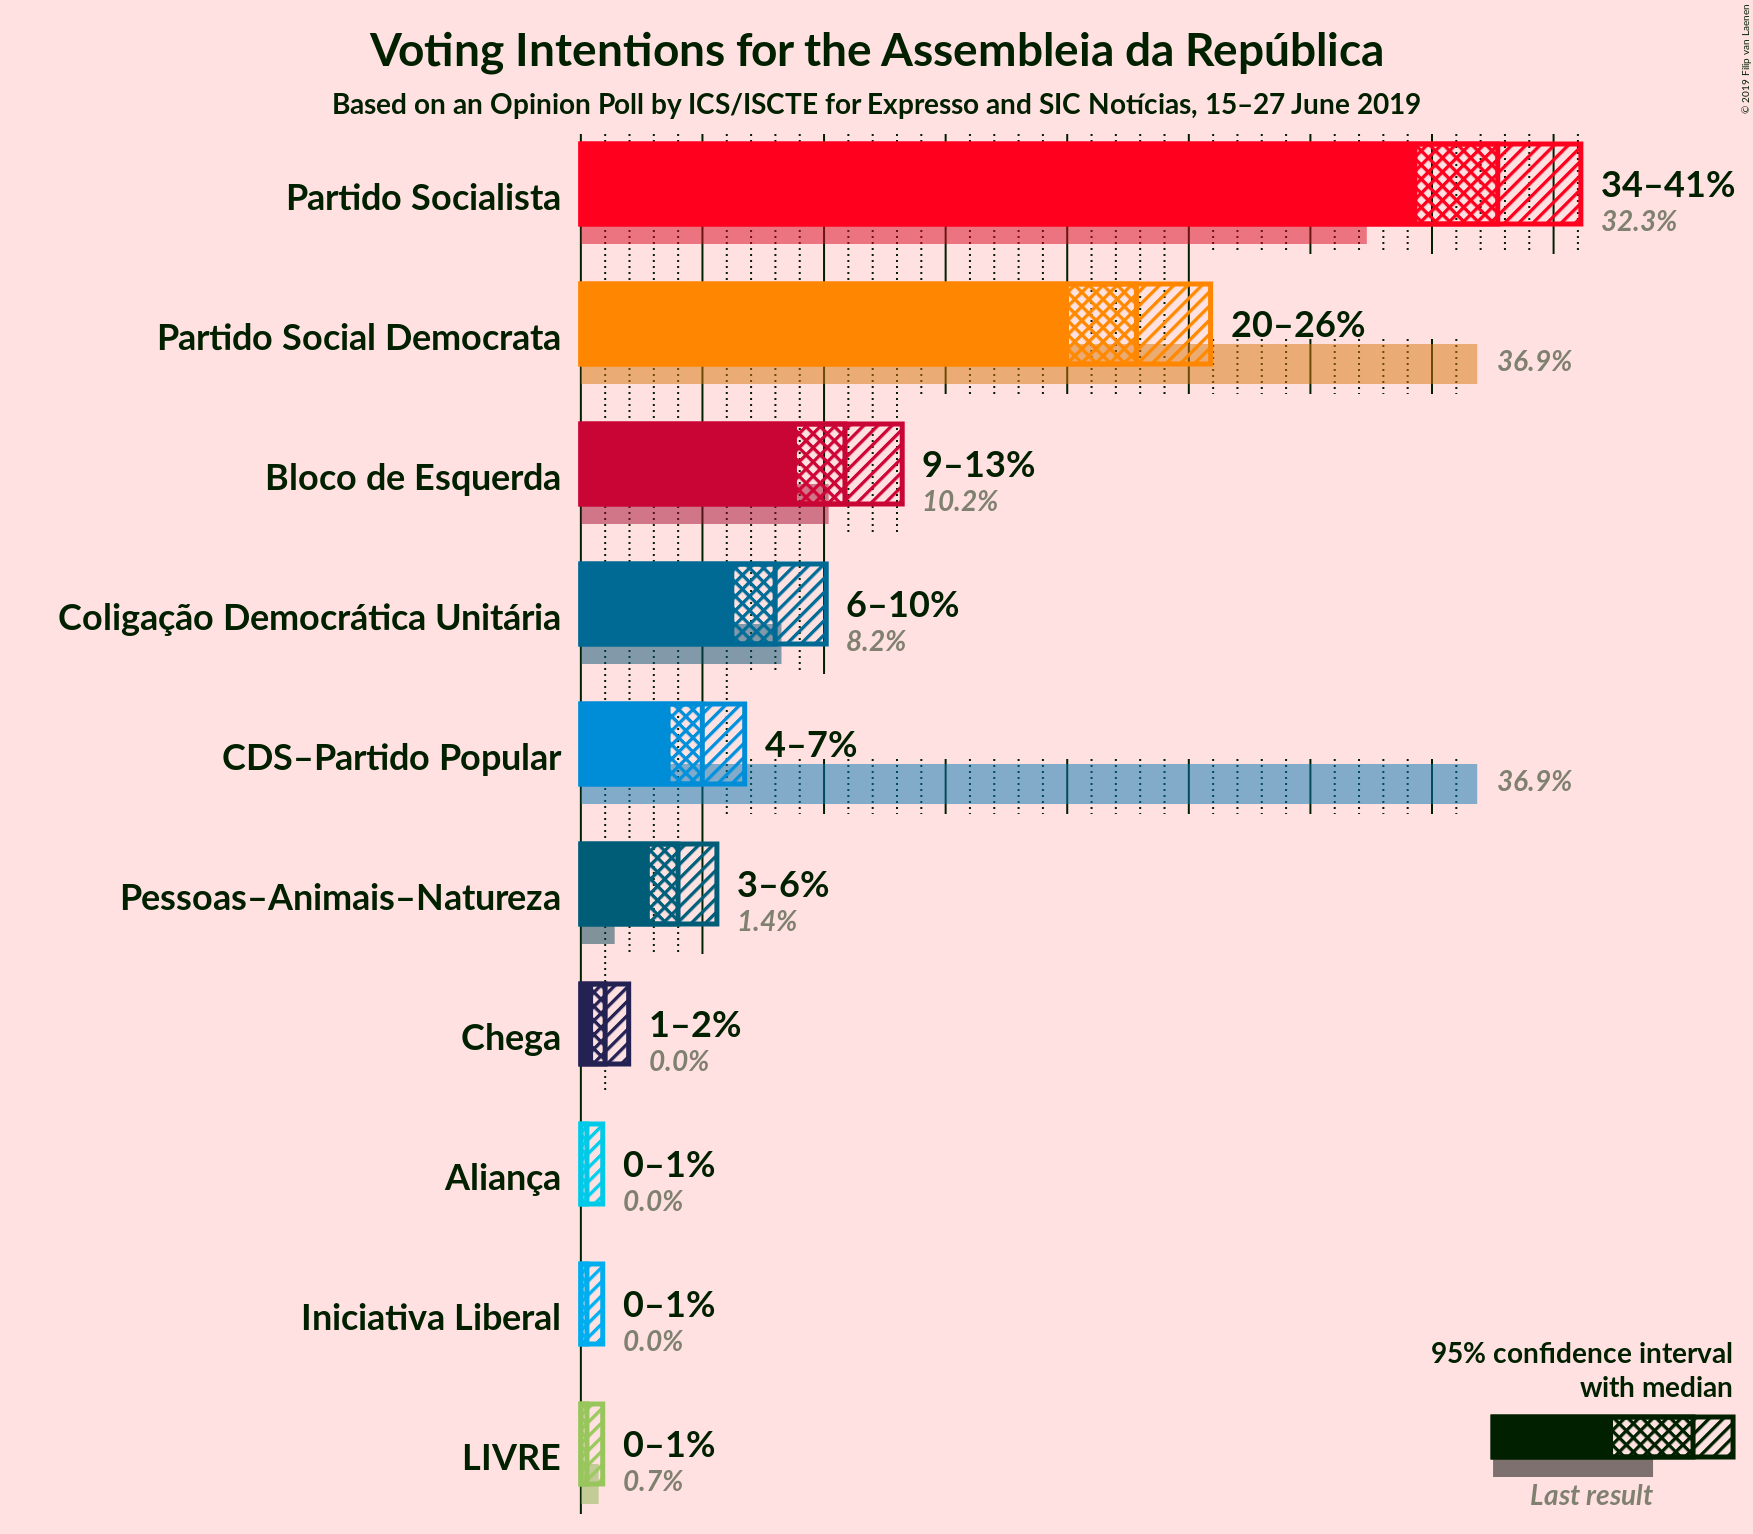 Voting Intentions for the Assembleia da República
Based on an Opinion Poll by ICS/ISCTE for Expresso and SIC Notícias, 15–27 June 2019
© 2019 Filip van Laenen
Partido Socialista
34–41%
32.3%
Partido Social Democrata
20–26%
36.9%
Bloco de Esquerda
9–13%
10.2%
Coligação Democrática Unitária
6–10%
8.2%
CDS–Partido Popular
4–7%
36.9%
Pessoas–Animais–Natureza
3–6%
1.4%
Chega
1–2%
0.0%
Aliança
0–1%
0.0%
Iniciativa Liberal
0–1%
0.0%
LIVRE
0–1%
0.7%
95% confidence interval
with median
Last result